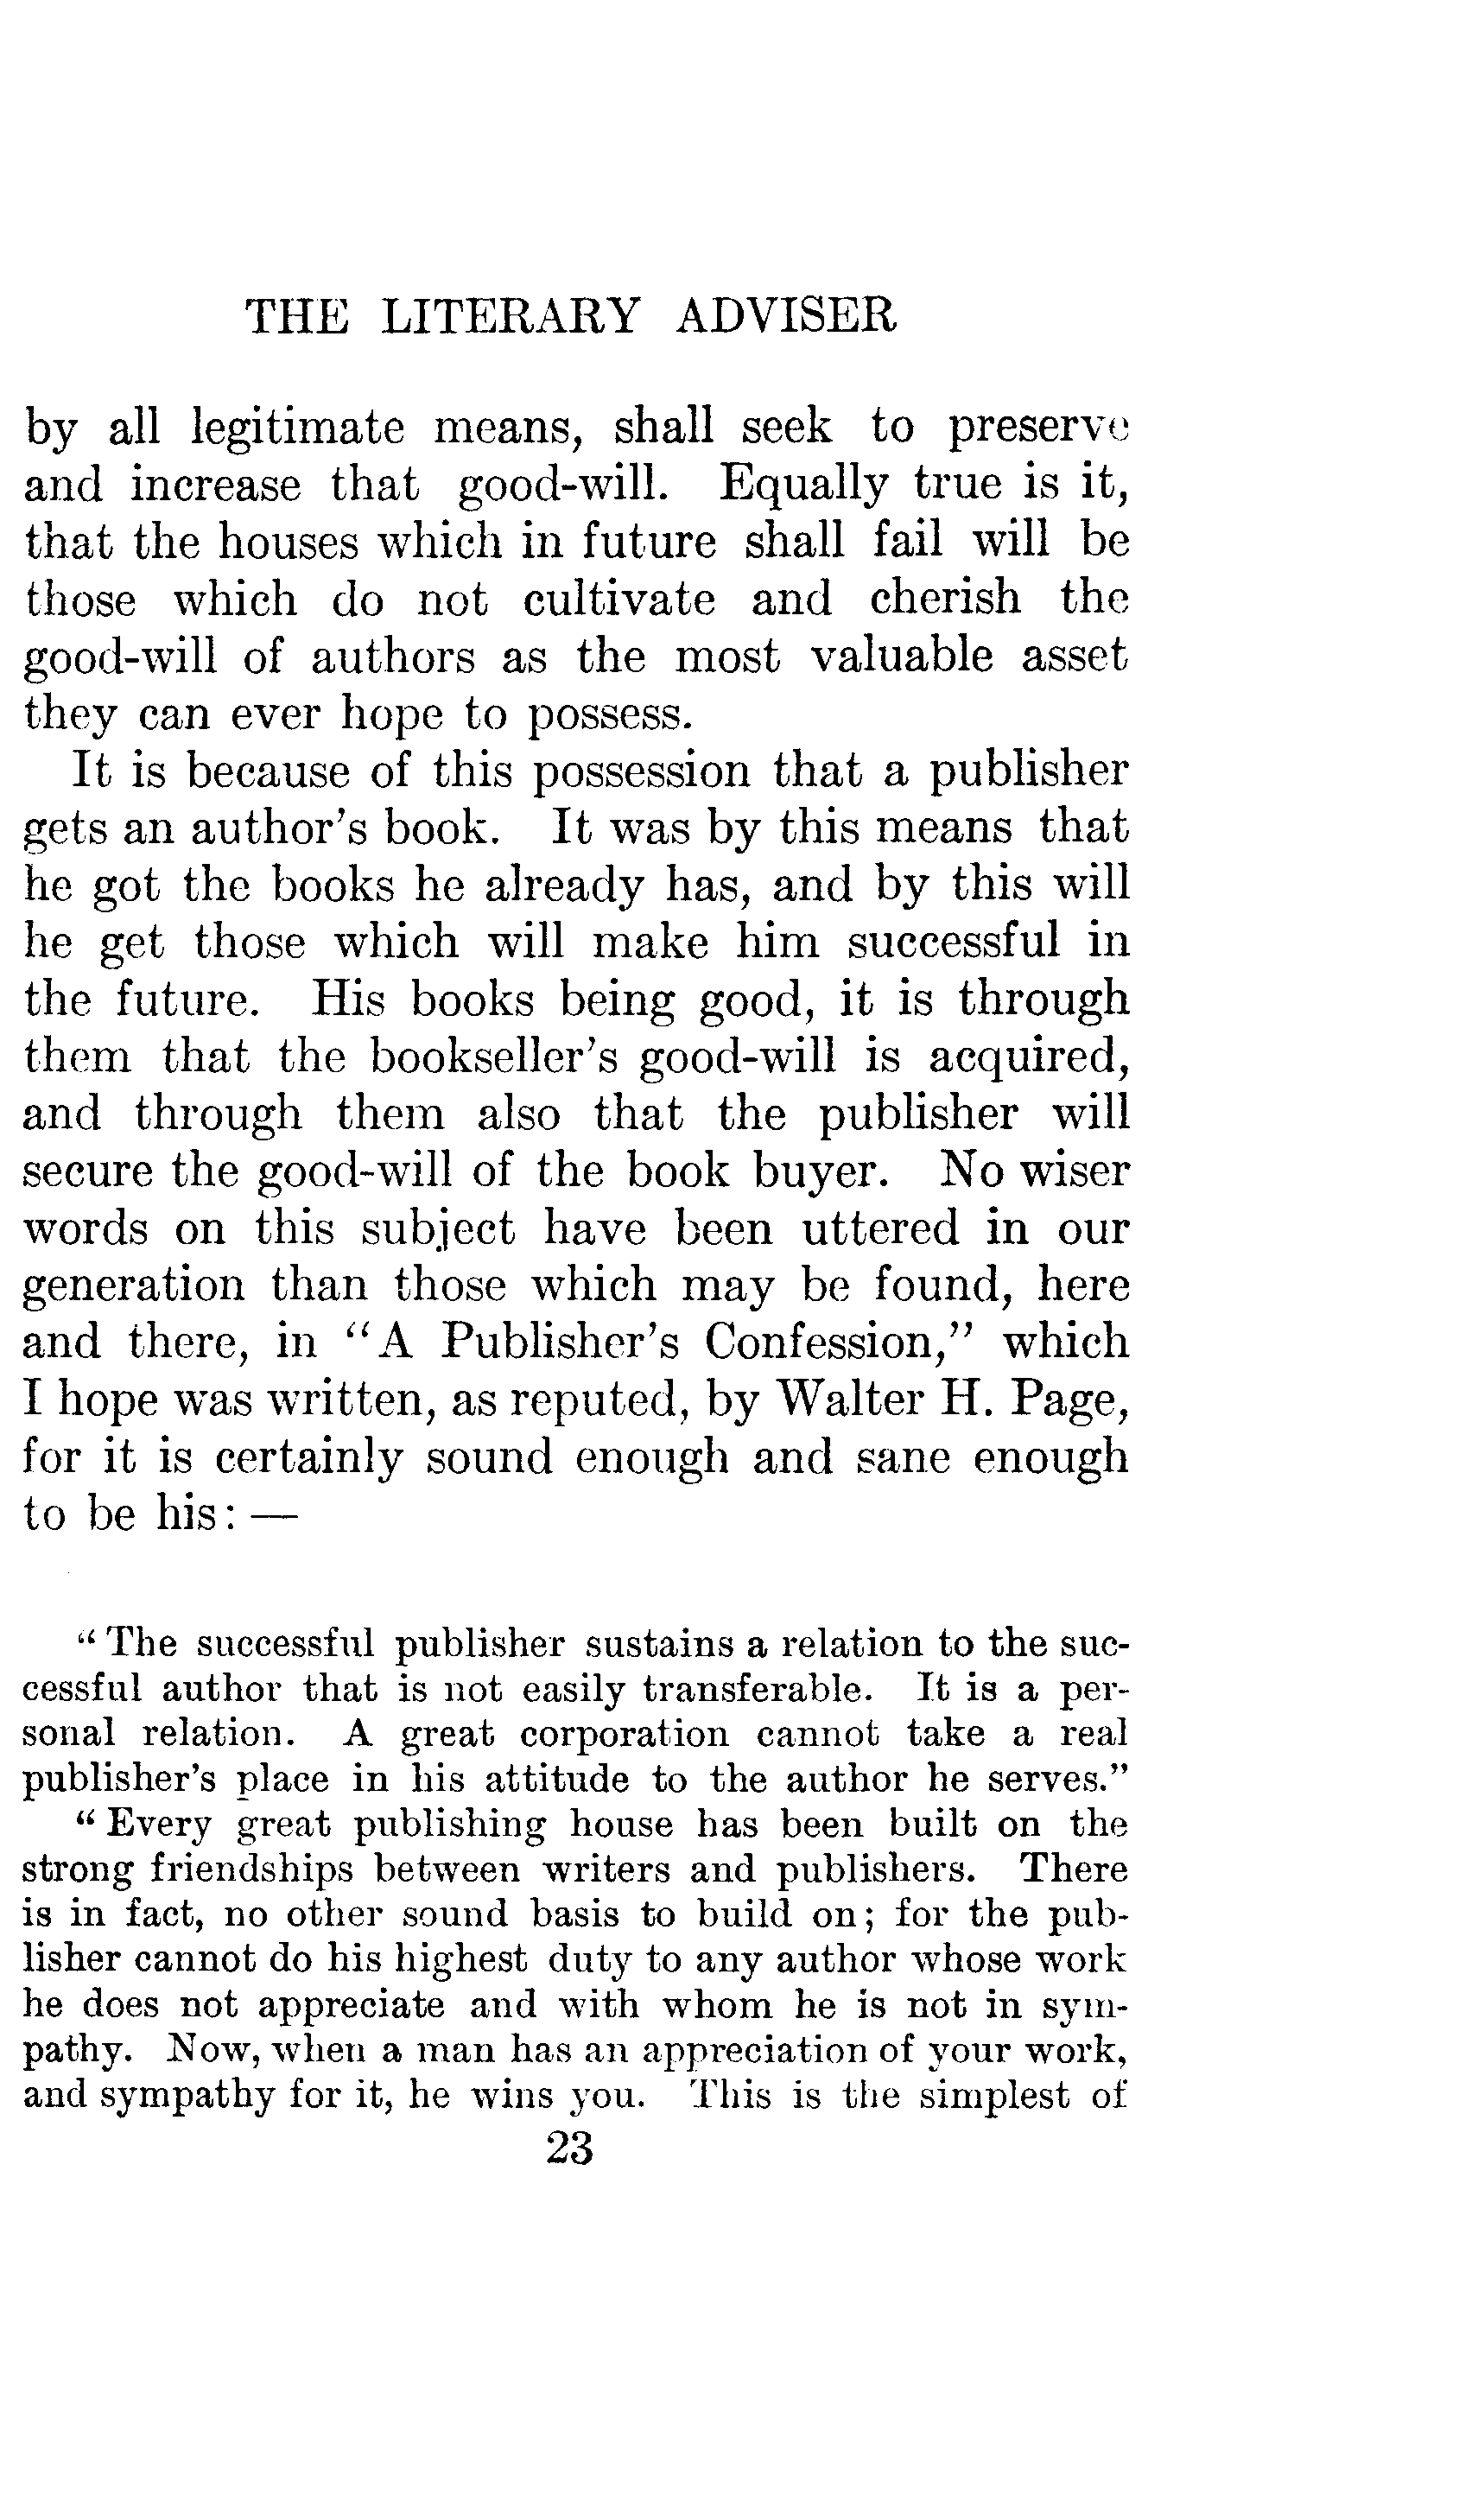 THE LITERARY ADVISER
by all legitimate means, shall seek to preserve
and increase that good-will. Equally true is it,
that the houses which in future shall fail will be
those which do not cultivate and cherish the
good-will of authors as the most valuable asset
they can ever hope to possess.
It is because of this possession that a publisher
gets an author's book. It was by this means that
he got the books he already has, and by this will
he get those which will make him successful in
the future. His books being good, it is through
them that the bookseller's good-will is acquired,
and through them also that the publisher will
secure the good-will of the book buyer. No wiser
words on this subject have been uttered in our
generation than those which may be found, here
and there, in "A Publisher's Confession," which
I hope was written, as reputed, by Walter H. Page,
for it is certainly sound enough and sane enough
to be his: —
"The successful publisher sustains a relation to the suc-
cessful author that is not easily transferable. It is a per-
sonal relation. A great corporation cannot take a real
publisher's place in his attitude to the author he serves."
"Every great publishing house has been built on the
strong friendships between writers and publishers. There
is in fact, no other sound basis to build on; for the pub-
lisher cannot do his highest duty to any author whose work
he does not appreciate and with whom he is not in sym-
pathy. Now, when a man has an appreciation of your work,
and sympathy for it, he wins you. This is the simplest of
23